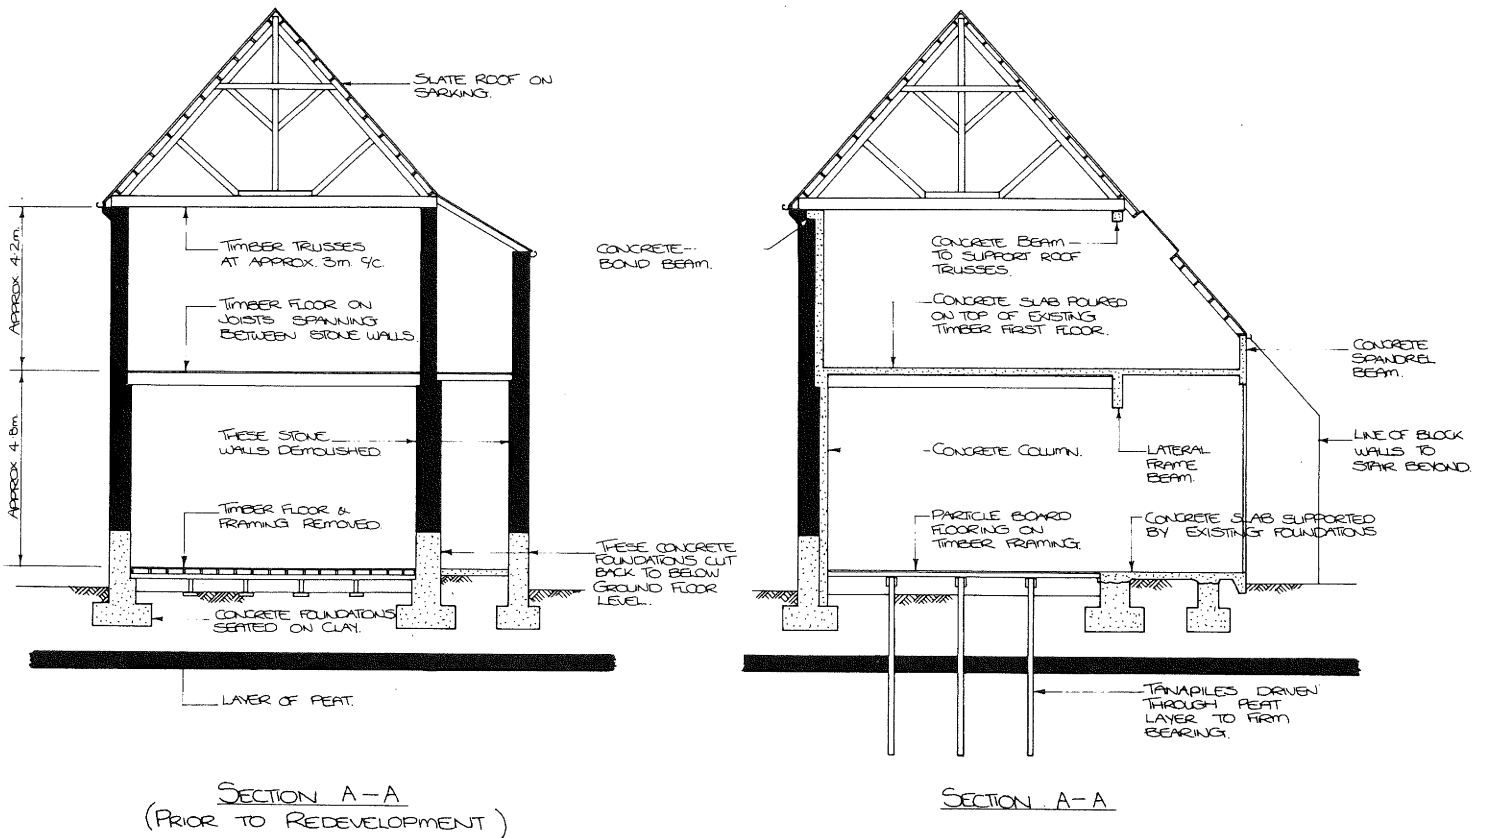 SLATE ROOF ON
SARKING.
APPROX 4·2m.
TIMBER TRUSSES
AT APPROX. 3m. c/c.
TIMBER FLOOR ON
JOISTS SPANNING
BETWEEN STONE WALLS.
APPROX 4·8m.
THESE STONE
WALLS DEMOLISHED
TIMBER FLOOR &
FRAMING REMOVED.
THESE CONCRETE
FOUNDATIONS CUT
BACK TO BELOW
GROUND FLOOR
LEVEL.
CONCRETE FOUNDATIONS
SEATED ON CLAY.
LAYER OF PEAT.
SECTION A-A
(PRIOR TO REDEVELOPMENT)
CONCRETE
BOND BEAM.
CONCRETE BEAM
TO SUPPORT ROOF
TRUSSES.
CONCRETE SLAB POURED
ON TOP OF EXISTING
TIMBER FIRST FLOOR.
CONCRETE
SPANDREL
BEAM.
CONCRETE COLUMN.
LATERAL
FRAME
BEAM.
LINE OF BLOCK
WALLS TO
STAIR BEYOND.
PARTICLE BOARD
FLOORING ON
TIMBER FRAMING.
CONCRETE SLAB SUPPORTED
BY EXISTING FOUNDATIONS
TANAPILES DRIVEN
THROUGH PEAT
LAYER TO FIRM
BEARING.
SECTION A-A